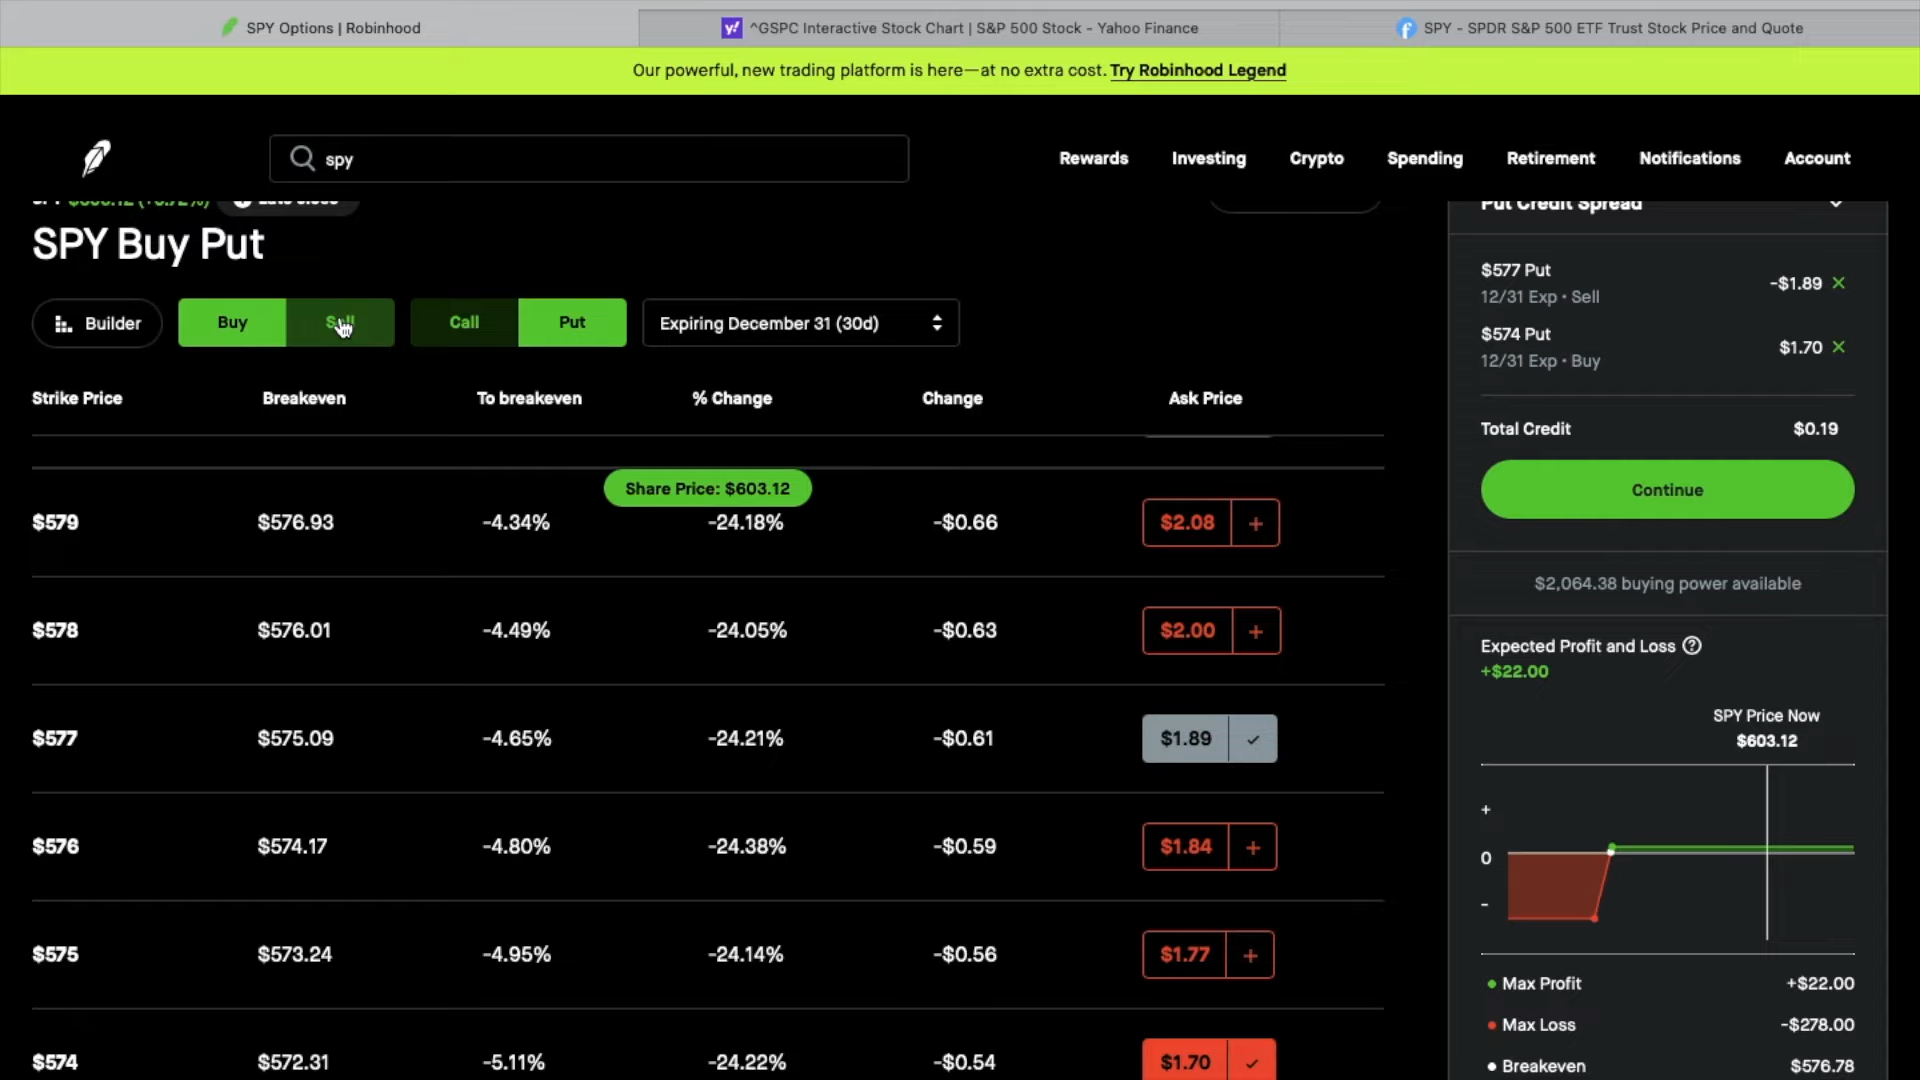 SPY Options | Robinhood
^GSPC Interactive Stock Chart | S&P 500 Stock - Yahoo Finance
SPY - SPDR S&P 500 ETF Trust Stock Price and Quote
Our powerful, new trading platform is here—at no extra cost. Try Robinhood Legend
spy
Rewards
Investing
Crypto
Spending
Retirement
Notifications
Account
SPY Buy Put
Builder
Buy
Sell
Call
Put
Expiring December 31 (30d)
Strike Price Breakeven To breakeven % Change Change Ask Price
Share Price: $603.12
$579 $576.93 -4.34% -24.18% -$0.66 $2.08 +
$578 $576.01 -4.49% -24.05% -$0.63 $2.00 +
$577 $575.09 -4.65% -24.21% -$0.61 $1.89
$576 $574.17 -4.80% -24.38% -$0.59 $1.84 +
$575 $573.24 -4.95% -24.14% -$0.56 $1.77 +
$574 $572.31 -5.11% -24.22% -$0.54 $1.70
Put Credit Spread
$577 Put
12/31 Exp • Sell
-$1.89
$574 Put
12/31 Exp • Buy
$1.70
Total Credit $0.19
Continue
$2,064.38 buying power available
Expected Profit and Loss ?
+$22.00
SPY Price Now
$603.12
+
0
-
Max Profit +$22.00
Max Loss -$278.00
Breakeven $576.78